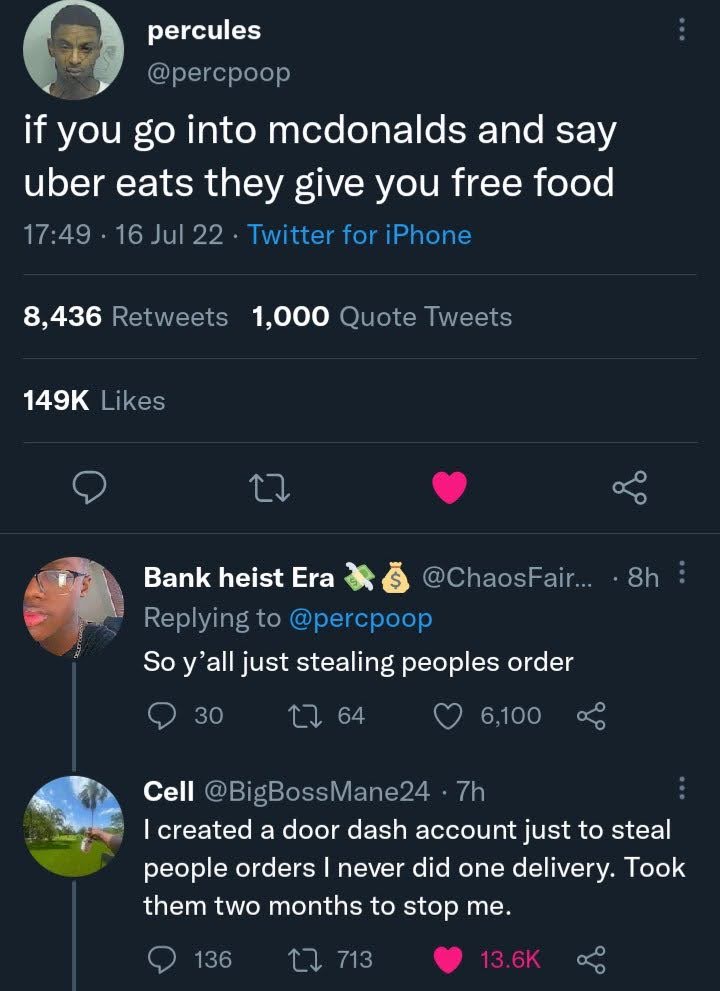 percules
@percpoop
if you go into mcdonalds and say
uber eats they give you free food
17:49 · 16 Jul 22 · Twitter for iPhone
8,436 Retweets 1,000 Quote Tweets
149K Likes
Bank heist Era 💸💰 @ChaosFair... · 8h
Replying to @percpoop
So y’all just stealing peoples order
30 64 6,100
Cell @BigBossMane24 · 7h
I created a door dash account just to steal
people orders I never did one delivery. Took
them two months to stop me.
136 713 13.6K